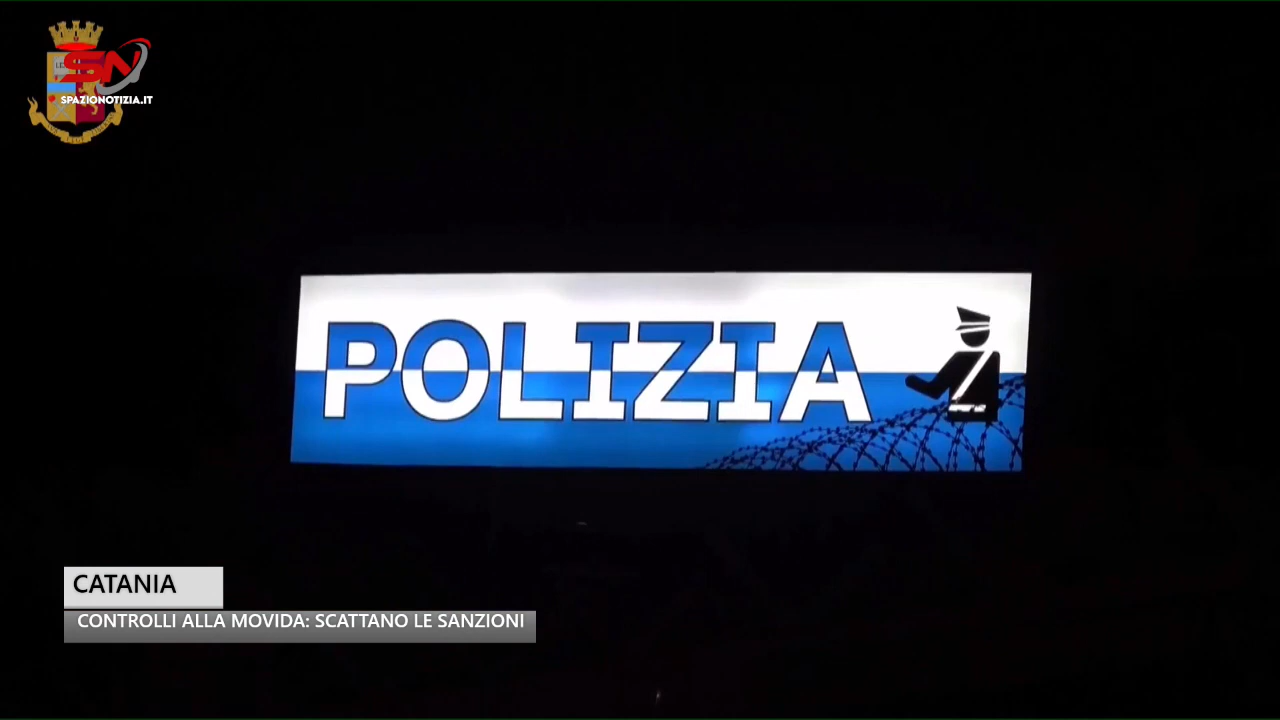 SN
SPAZIONOTIZIA.IT
POLIZIA
CATANIA
CONTROLLI ALLA MOVIDA: SCATTANO LE SANZIONI